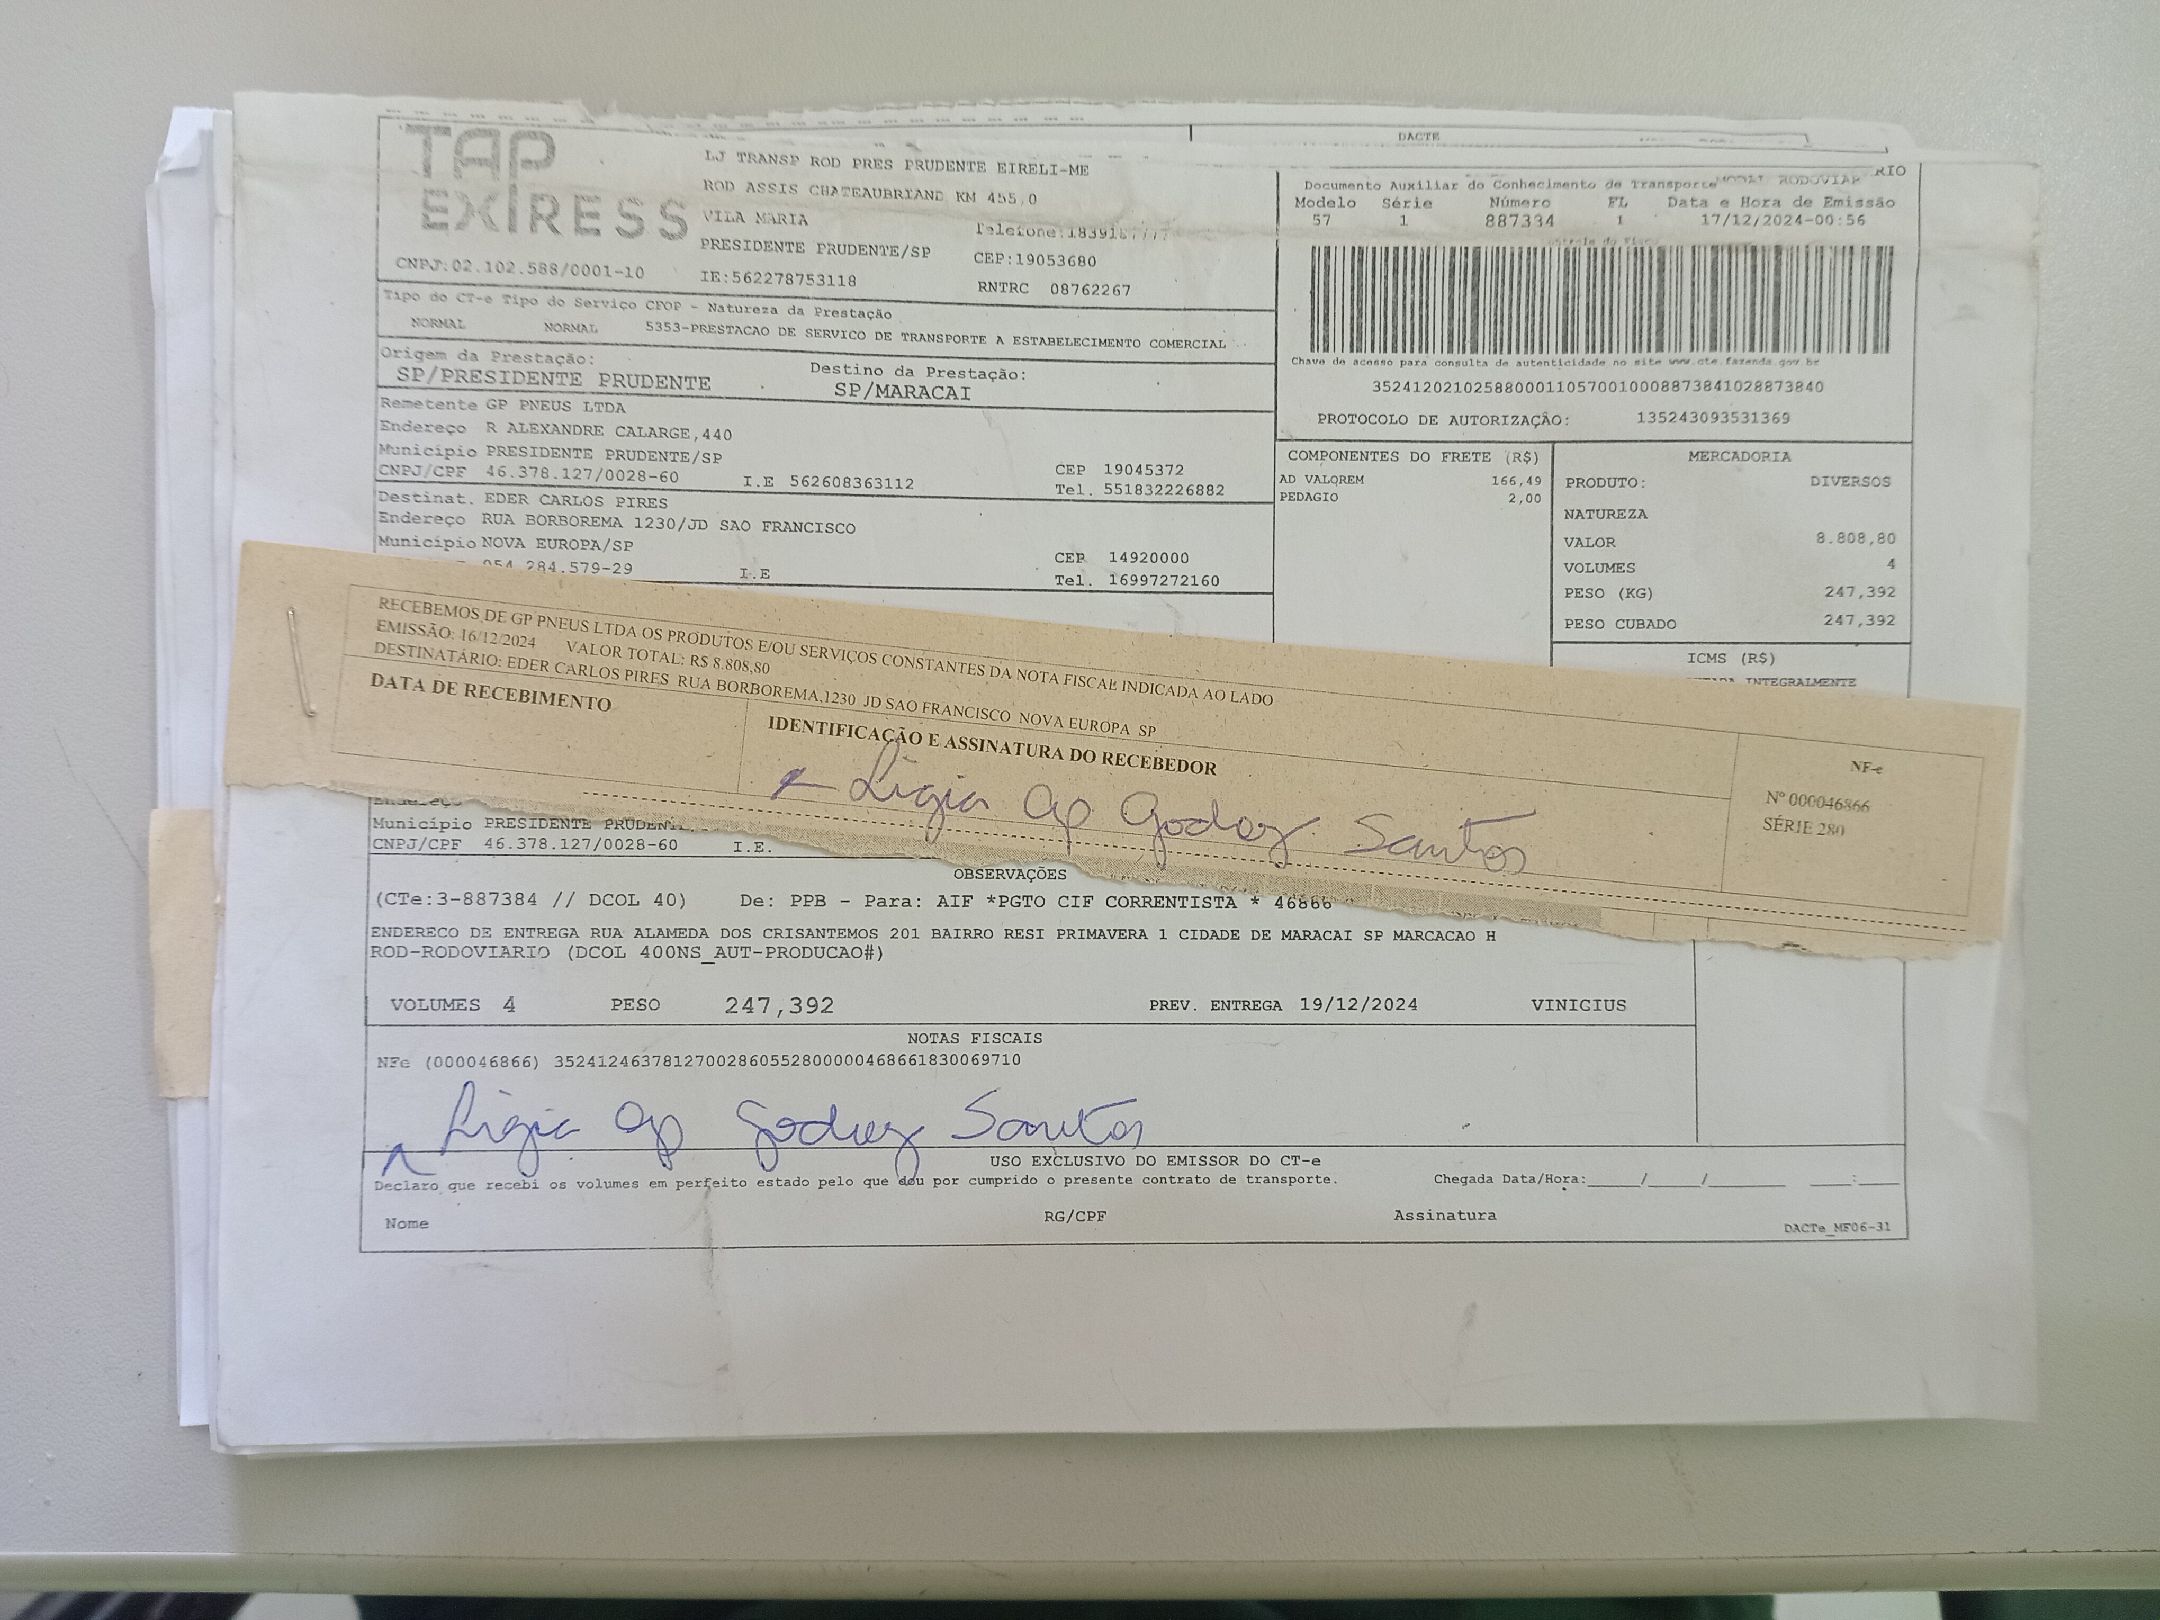 TAP
EXPRESS
CNPJ:02.102.588/0001-10
LJ TRANSP ROD PRES PRUDENTE EIRELI-ME
ROD ASSIS CHATEAUBRIAND KM 455,0
VILA MARIA
PRESIDENTE PRUDENTE/SP CEP:19053680
IE:562278753118 RNTRC 08762267
DACTE
Documento Auxiliar do Conhecimento de Transporte
Modelo Série Número FL Data e Hora de Emissão
57 1 887384 1 17/12/2024-00:56
Chave de acesso para consulta de autenticidade no site www.cte.fazenda.gov.br
35241202102588000110570010008873841028873840
PROTOCOLO DE AUTORIZAÇÃO: 135243093531369
Tipo do CT-e Tipo do Serviço CFOP - Natureza da Prestação
NORMAL NORMAL 5353-PRESTACAO DE SERVICO DE TRANSPORTE A ESTABELECIMENTO COMERCIAL
Origem da Prestação: Destino da Prestação:
SP/PRESIDENTE PRUDENTE SP/MARACAI
Remetente GP PNEUS LTDA
Endereço R ALEXANDRE CALARGE,440
Município PRESIDENTE PRUDENTE/SP CEP 19045372
CNPJ/CPF 46.378.127/0028-60 I.E 562608363112 Tel. 551832226882
Destinat. EDER CARLOS PIRES
Endereço RUA BORBOREMA 1230/JD SAO FRANCISCO
Município NOVA EUROPA/SP CEP 14920000
054.284.579-29 I.E Tel. 16997272160
COMPONENTES DO FRETE (R$)
AD VALOREM 166,49
PEDAGIO 2,00
MERCADORIA
PRODUTO: DIVERSOS
NATUREZA
VALOR 8.808,80
VOLUMES 4
PESO (KG) 247,392
PESO CUBADO 247,392
ICMS (R$)
INTEGRALMENTE
RECEBEMOS DE GP PNEUS LTDA OS PRODUTOS E/OU SERVIÇOS CONSTANTES DA NOTA FISCAL INDICADA AO LADO
EMISSÃO: 16/12/2024 VALOR TOTAL: R$ 8.808,80
DESTINATÁRIO: EDER CARLOS PIRES RUA BORBOREMA,1230 JD SAO FRANCISCO NOVA EUROPA SP
DATA DE RECEBIMENTO IDENTIFICAÇÃO E ASSINATURA DO RECEBEDOR
Ligia Ap Godoy Santos
NF-e
Nº 000046866
SÉRIE 280
Endereço
Município PRESIDENTE PRUDEN
CNPJ/CPF 46.378.127/0028-60 I.E.
OBSERVAÇÕES
(CTe:3-887384 // DCOL 40) De: PPB - Para: AIF *PGTO CIF CORRENTISTA * 46866
ENDERECO DE ENTREGA RUA ALAMEDA DOS CRISANTEMOS 201 BAIRRO RESI PRIMAVERA 1 CIDADE DE MARACAI SP MARCACAO H
ROD-RODOVIARIO (DCOL 400NS_AUT-PRODUCAO#)
VOLUMES 4 PESO 247,392 PREV. ENTREGA 19/12/2024 VINICIUS
NOTAS FISCAIS
NFe (000046866) 35241246378127002860552800000468661830069710
Ligia Ap Godoy Santos
USO EXCLUSIVO DO EMISSOR DO CT-e
Declaro que recebi os volumes em perfeito estado pelo que dou por cumprido o presente contrato de transporte. Chegada Data/Hora:_____/_____/_______ ____:____
Nome RG/CPF Assinatura
DACTe_MF06-31